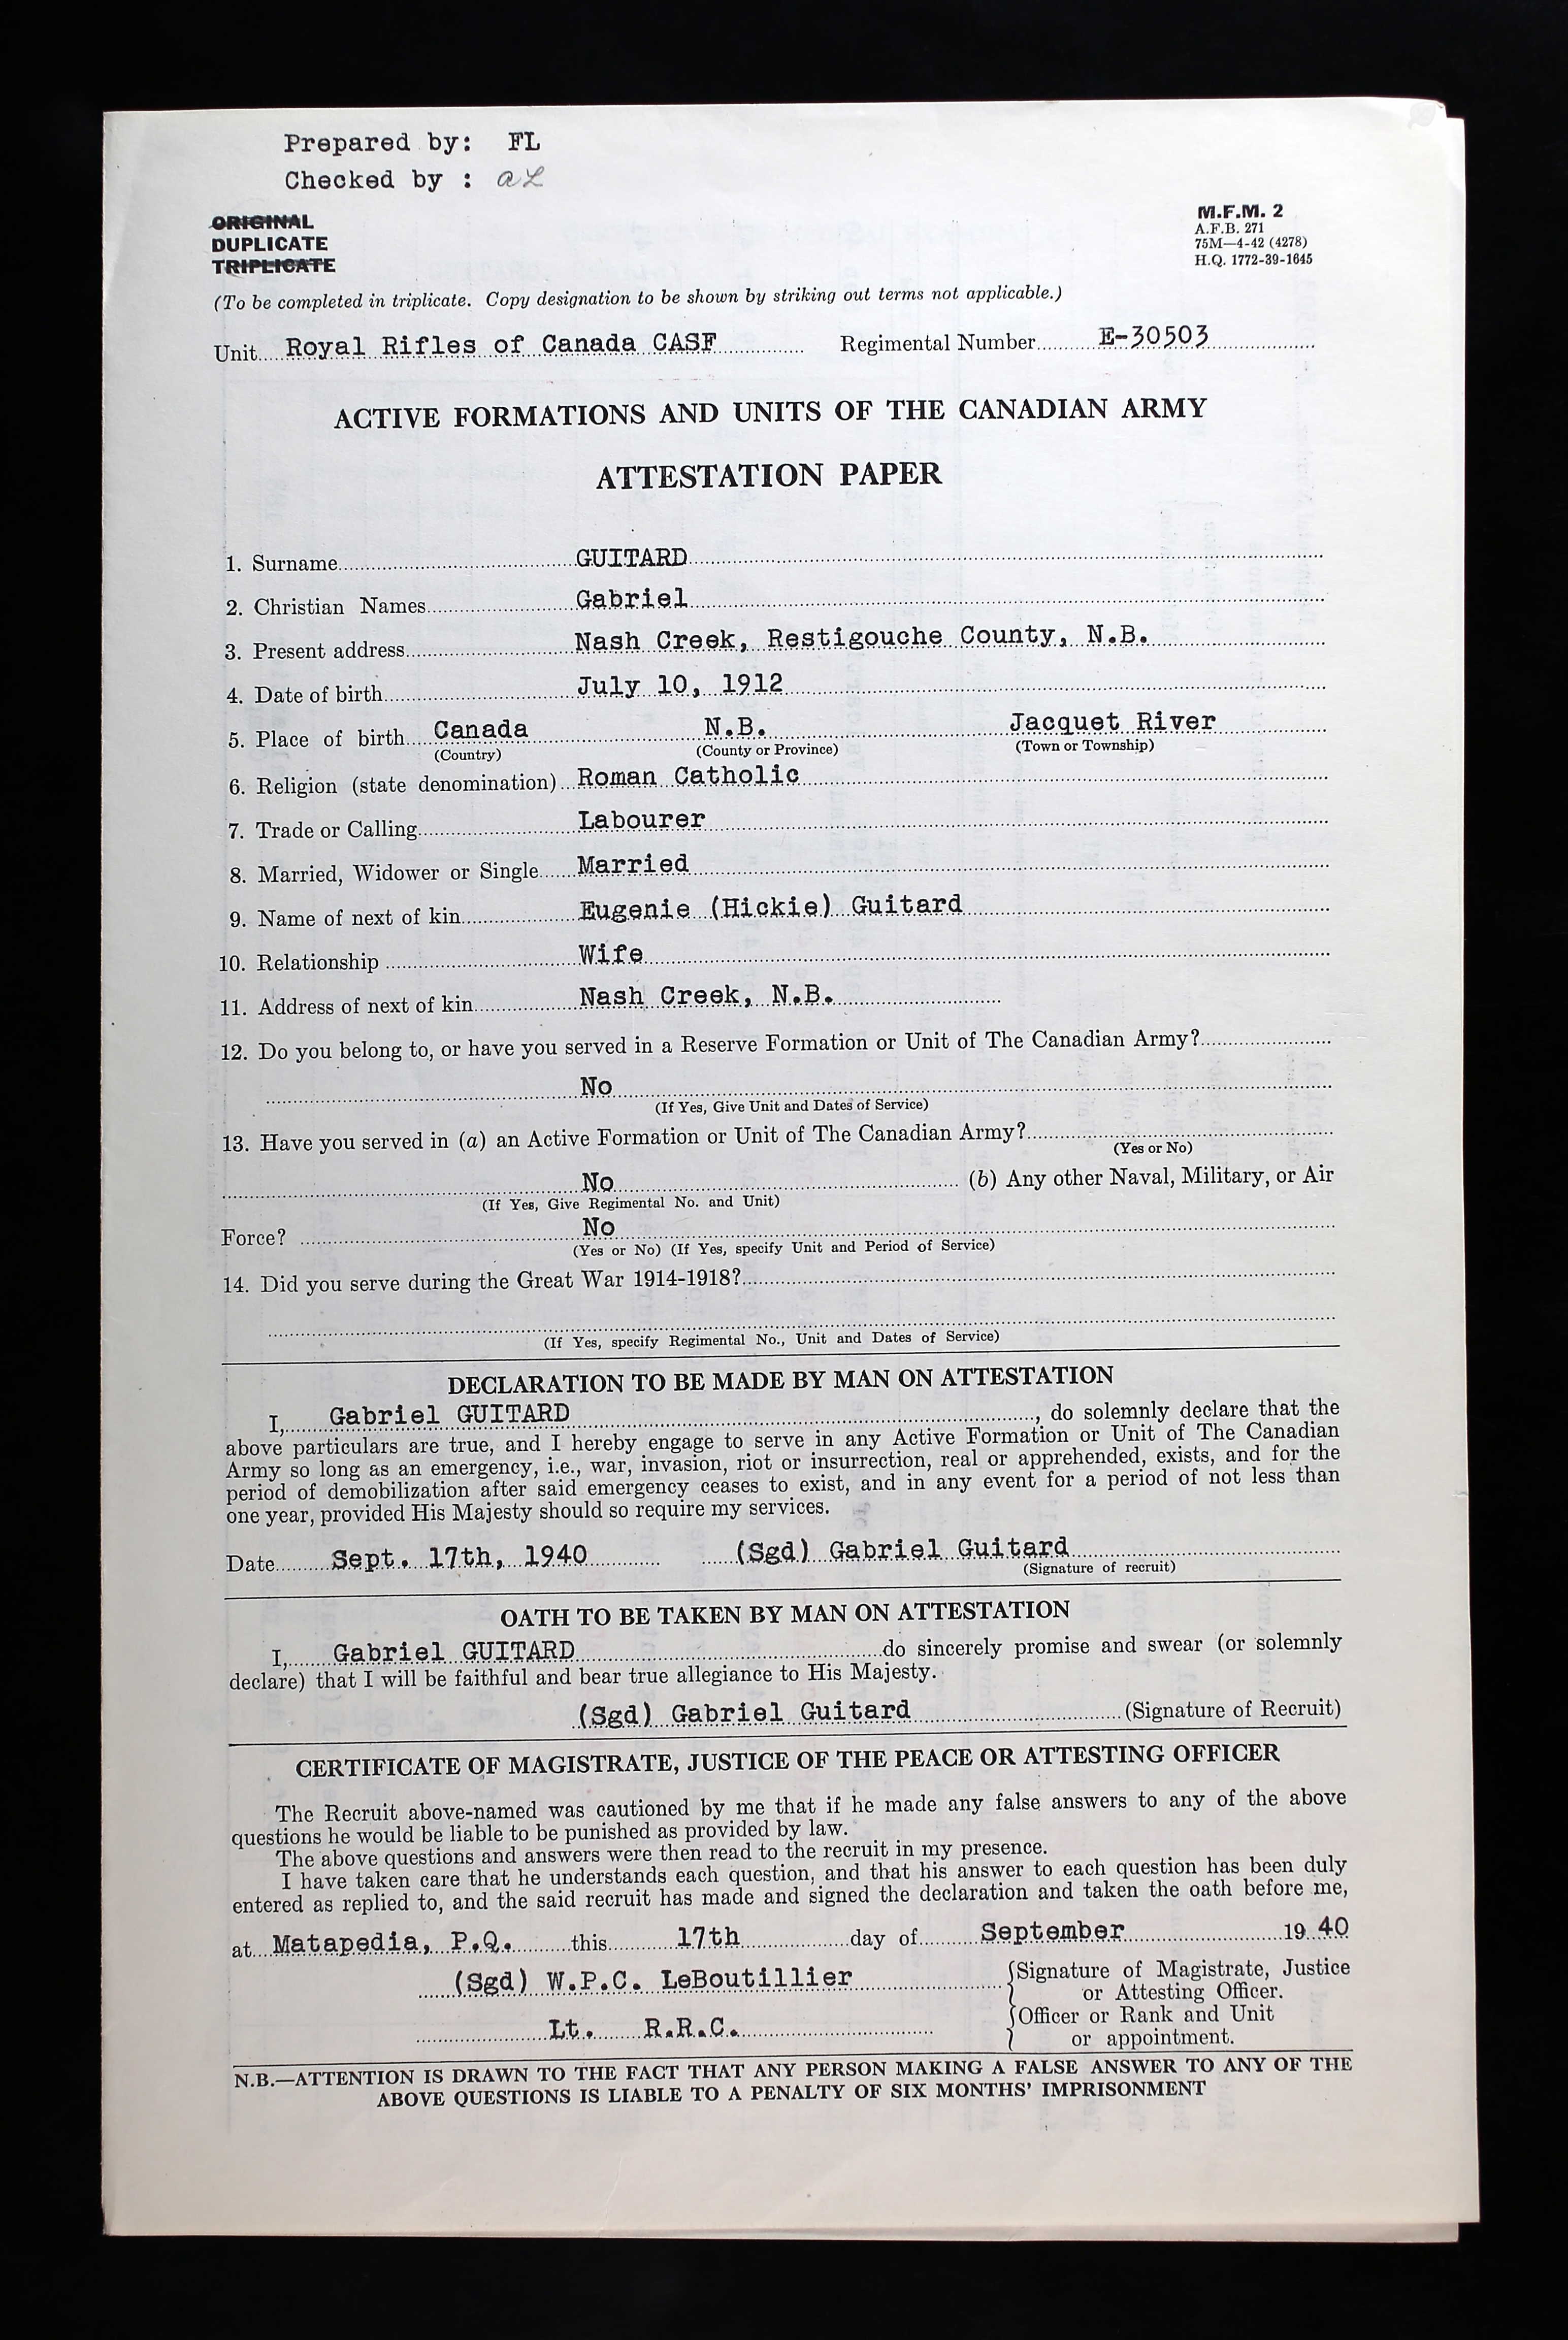 Prepared by: FL
Checked by : aL
ORIGINAL
DUPLICATE
TRIPLICATE
M.F.M. 2
A.F.B. 271
75M—4-42 (4278)
H.Q. 1772-39-1645
(To be completed in triplicate. Copy designation to be shown by striking out terms not applicable.)
Unit Royal Rifles of Canada CASF Regimental Number E-30503
ACTIVE FORMATIONS AND UNITS OF THE CANADIAN ARMY
ATTESTATION PAPER
1. Surname GUITARD
2. Christian Names Gabriel
3. Present address Nash Creek, Restigouche County, N.B.
4. Date of birth July 10, 1912
5. Place of birth Canada N.B. Jacquet River
(Country) (County or Province) (Town or Township)
6. Religion (state denomination) Roman Catholic
7. Trade or Calling Labourer
8. Married, Widower or Single Married
9. Name of next of kin Eugenie (Hickie) Guitard
10. Relationship Wife
11. Address of next of kin Nash Creek, N.B.
12. Do you belong to, or have you served in a Reserve Formation or Unit of The Canadian Army?
No
(If Yes, Give Unit and Dates of Service)
13. Have you served in (a) an Active Formation or Unit of The Canadian Army?
(Yes or No)
No (b) Any other Naval, Military, or Air
(If Yes, Give Regimental No. and Unit)
Force? No
(Yes or No) (If Yes, specify Unit and Period of Service)
14. Did you serve during the Great War 1914-1918?
(If Yes, specify Regimental No., Unit and Dates of Service)
DECLARATION TO BE MADE BY MAN ON ATTESTATION
I, Gabriel GUITARD, do solemnly declare that the
above particulars are true, and I hereby engage to serve in any Active Formation or Unit of The Canadian
Army so long as an emergency, i.e., war, invasion, riot or insurrection, real or apprehended, exists, and for the
period of demobilization after said emergency ceases to exist, and in any event for a period of not less than
one year, provided His Majesty should so require my services.
Date Sept. 17th, 1940 (Sgd) Gabriel Guitard
(Signature of recruit)
OATH TO BE TAKEN BY MAN ON ATTESTATION
I, Gabriel GUITARD do sincerely promise and swear (or solemnly
declare) that I will be faithful and bear true allegiance to His Majesty.
(Sgd) Gabriel Guitard (Signature of Recruit)
CERTIFICATE OF MAGISTRATE, JUSTICE OF THE PEACE OR ATTESTING OFFICER
The Recruit above-named was cautioned by me that if he made any false answers to any of the above
questions he would be liable to be punished as provided by law.
The above questions and answers were then read to the recruit in my presence.
I have taken care that he understands each question, and that his answer to each question has been duly
entered as replied to, and the said recruit has made and signed the declaration and taken the oath before me,
at Matapedia, P.Q. this 17th day of September 19 40
(Sgd) W.P.C. LeBoutillier {Signature of Magistrate, Justice
or Attesting Officer.
Lt. R.R.C. {Officer or Rank and Unit
or appointment.
N.B.—ATTENTION IS DRAWN TO THE FACT THAT ANY PERSON MAKING A FALSE ANSWER TO ANY OF THE
ABOVE QUESTIONS IS LIABLE TO A PENALTY OF SIX MONTHS' IMPRISONMENT